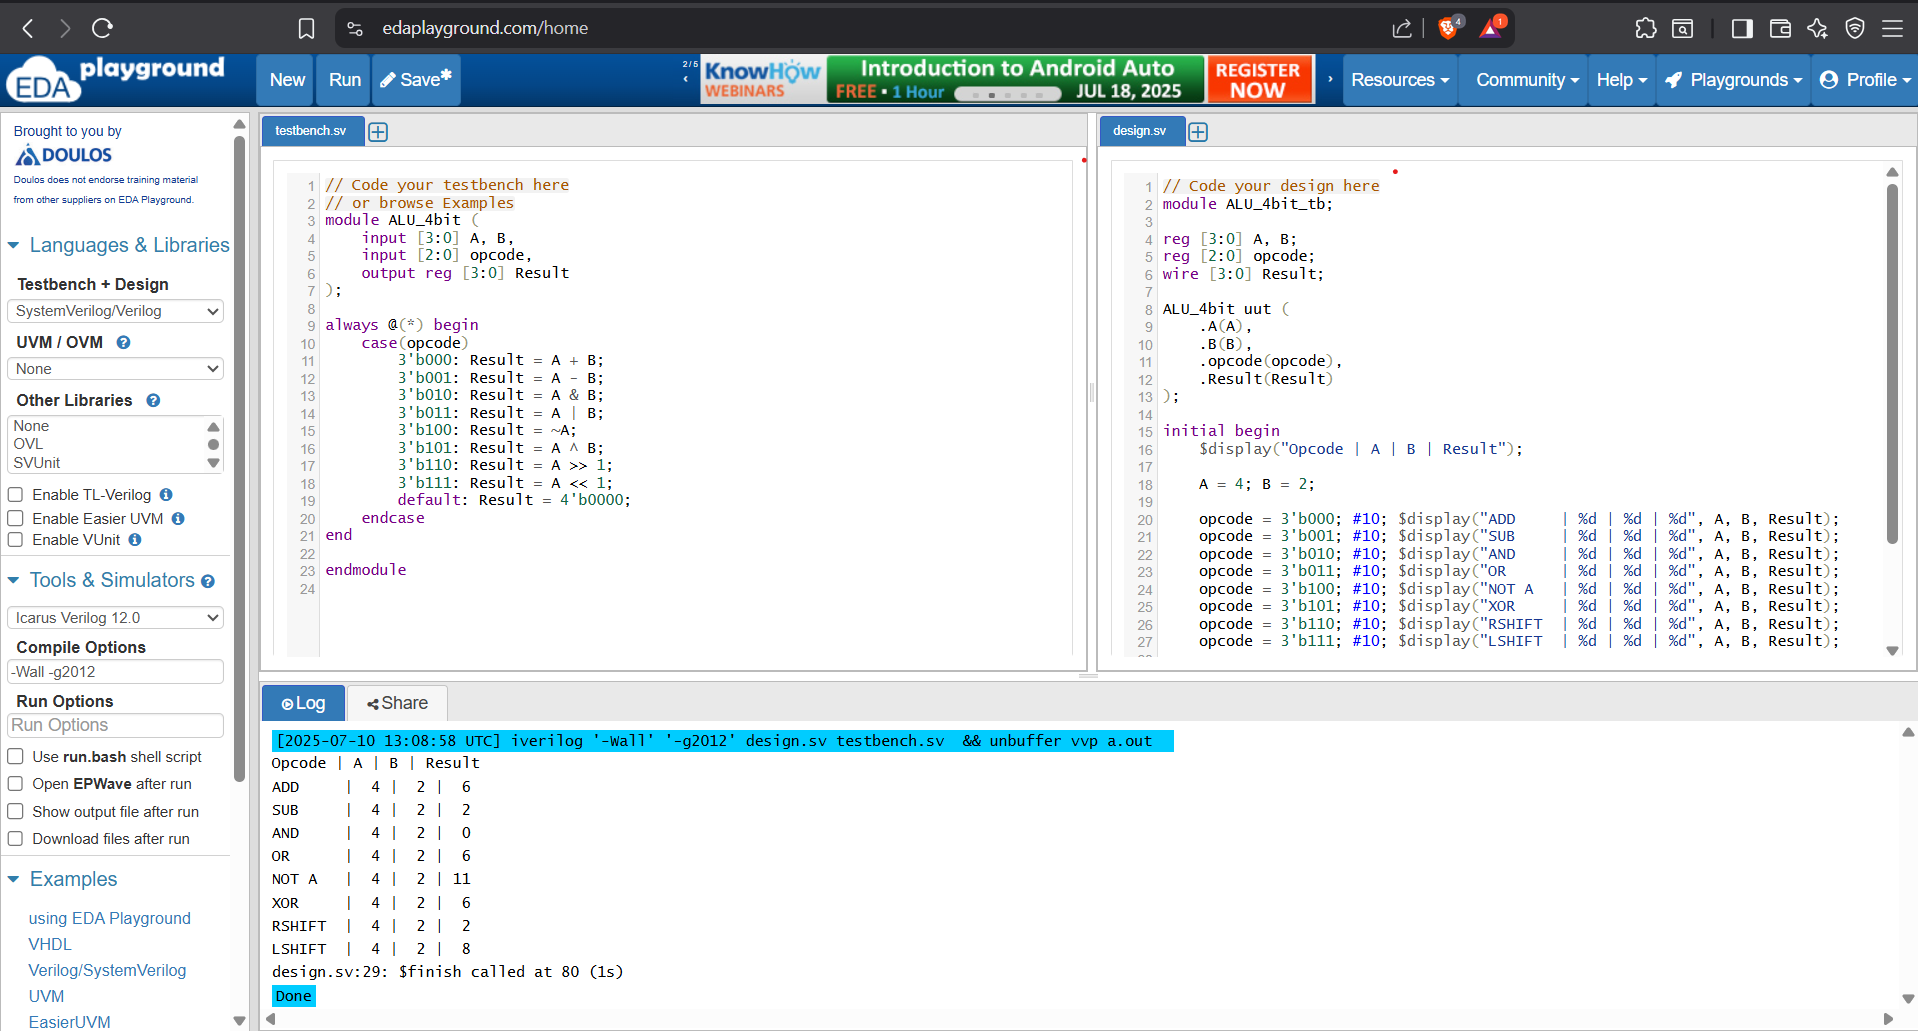 edaplayground.com/home
4
1
EDA playground
New
Run
Save*
2/5
KnowHow WEBINARS
Introduction to Android Auto
FREE • 1 Hour
JUL 18, 2025
REGISTER NOW
Resources
Community
Help
Playgrounds
Profile
Brought to you by
DOULOS
Doulos does not endorse training material
from other suppliers on EDA Playground.
Languages & Libraries
Testbench + Design
SystemVerilog/Verilog
UVM / OVM
None
Other Libraries
None
OVL
SVUnit
Enable TL-Verilog
Enable Easier UVM
Enable VUnit
Tools & Simulators
Icarus Verilog 12.0
Compile Options
-Wall -g2012
Run Options
Run Options
Use run.bash shell script
Open EPWave after run
Show output file after run
Download files after run
Examples
using EDA Playground
VHDL
Verilog/SystemVerilog
UVM
EasierUVM
testbench.sv
1 // Code your testbench here
2 // or browse Examples
3 module ALU_4bit (
4     input [3:0] A, B,
5     input [2:0] opcode,
6     output reg [3:0] Result
7 );
8
9 always @(*) begin
10     case(opcode)
11         3'b000: Result = A + B;
12         3'b001: Result = A - B;
13         3'b010: Result = A & B;
14         3'b011: Result = A | B;
15         3'b100: Result = ~A;
16         3'b101: Result = A ^ B;
17         3'b110: Result = A >> 1;
18         3'b111: Result = A << 1;
19         default: Result = 4'b0000;
20     endcase
21 end
22
23 endmodule
24
design.sv
1 // Code your design here
2 module ALU_4bit_tb;
3
4 reg [3:0] A, B;
5 reg [2:0] opcode;
6 wire [3:0] Result;
7
8 ALU_4bit uut (
9     .A(A),
10     .B(B),
11     .opcode(opcode),
12     .Result(Result)
13 );
14
15 initial begin
16     $display("Opcode | A | B | Result");
17
18     A = 4; B = 2;
19
20     opcode = 3'b000; #10; $display("ADD     | %d | %d | %d", A, B, Result);
21     opcode = 3'b001; #10; $display("SUB     | %d | %d | %d", A, B, Result);
22     opcode = 3'b010; #10; $display("AND     | %d | %d | %d", A, B, Result);
23     opcode = 3'b011; #10; $display("OR      | %d | %d | %d", A, B, Result);
24     opcode = 3'b100; #10; $display("NOT A   | %d | %d | %d", A, B, Result);
25     opcode = 3'b101; #10; $display("XOR     | %d | %d | %d", A, B, Result);
26     opcode = 3'b110; #10; $display("RSHIFT  | %d | %d | %d", A, B, Result);
27     opcode = 3'b111; #10; $display("LSHIFT  | %d | %d | %d", A, B, Result);
Log
Share
[2025-07-10 13:08:58 UTC] iverilog '-Wall' '-g2012' design.sv testbench.sv  && unbuffer vvp a.out
Opcode | A | B | Result
ADD     |  4 |  2 |  6
SUB     |  4 |  2 |  2
AND     |  4 |  2 |  0
OR      |  4 |  2 |  6
NOT A   |  4 |  2 | 11
XOR     |  4 |  2 |  6
RSHIFT  |  4 |  2 |  2
LSHIFT  |  4 |  2 |  8
design.sv:29: $finish called at 80 (1s)
Done